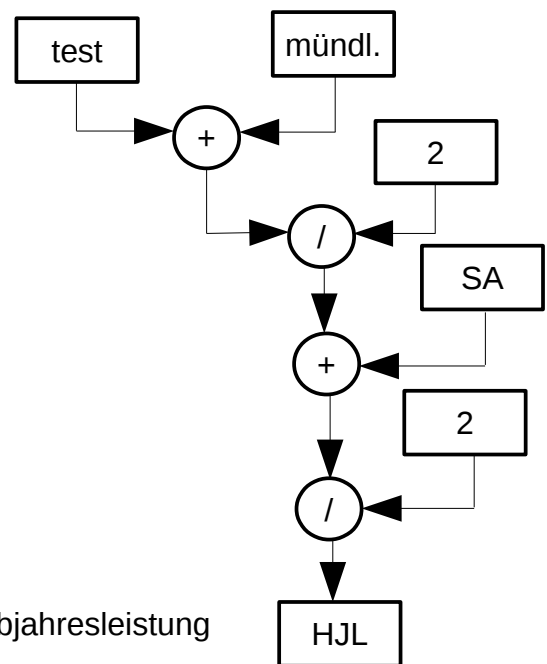 test
mündl.
+
2
/
SA
+
2
/
bjahresleistung
HJL